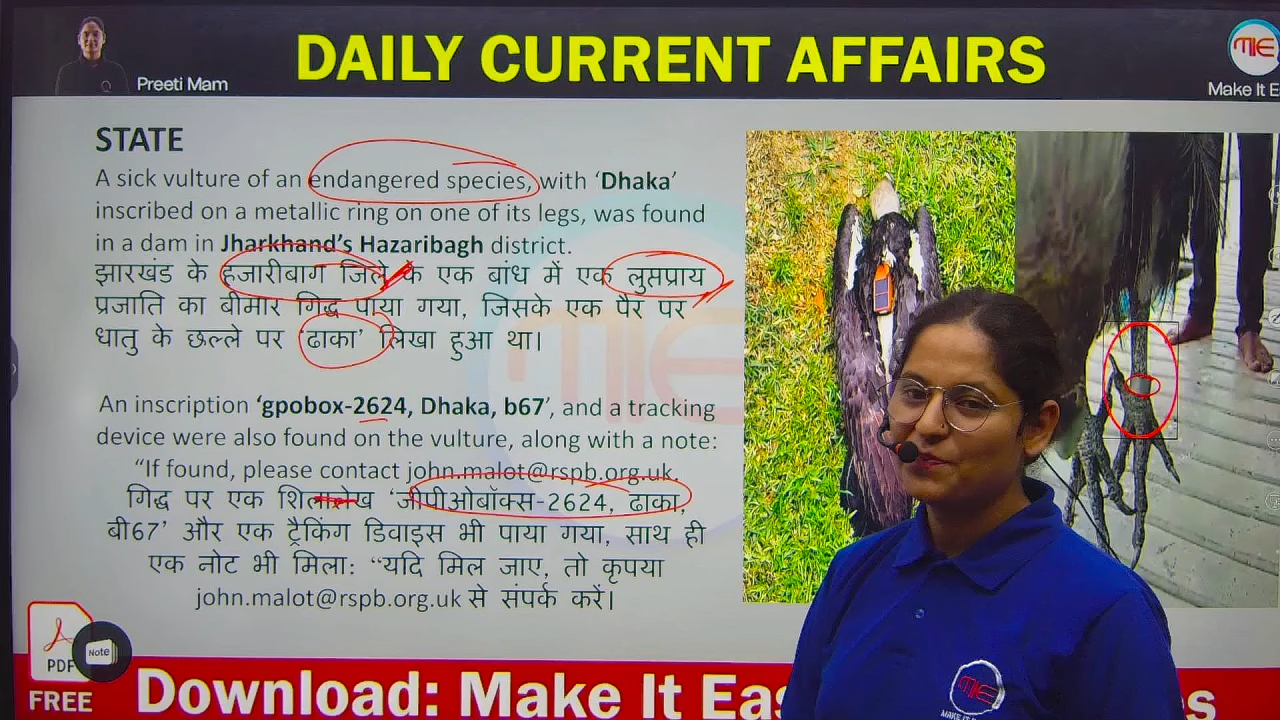 DAILY CURRENT AFFAIRS
Preeti Mam
MIE
Make It E
STATE
A sick vulture of an endangered species, with ‘Dhaka’
inscribed on a metallic ring on one of its legs, was found
in a dam in Jharkhand’s Hazaribagh district.
झारखंड के हजारीबाग जिले के एक बांध में एक लुप्तप्राय
प्रजाति का बीमार गिद्ध पाया गया, जिसके एक पैर पर
धातु के छल्ले पर ‘ढाका’ लिखा हुआ था।
An inscription ‘gpobox-2624, Dhaka, b67’, and a tracking
device were also found on the vulture, along with a note:
“If found, please contact john.malot@rspb.org.uk.
गिद्ध पर एक शिलालेख ‘जीपीओबॉक्स-2624, ढाका,
बी67’ और एक ट्रैकिंग डिवाइस भी पाया गया, साथ ही
एक नोट भी मिला: “यदि मिल जाए, तो कृपया
john.malot@rspb.org.uk से संपर्क करें।
PDF
Note
FREE
Download: Make It Eas
s
MIE